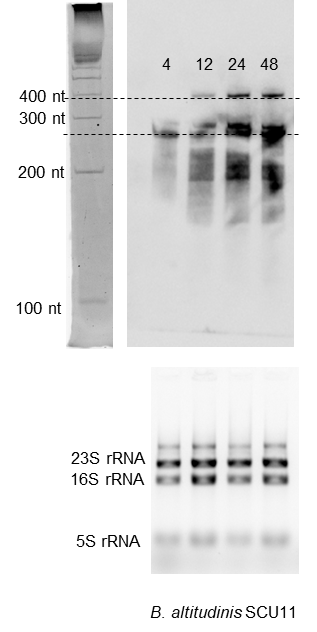 4 12 24 48
400 nt
300 nt
200 nt
100 nt
23S rRNA
16S rRNA
5S rRNA
B. altitudinis SCU11